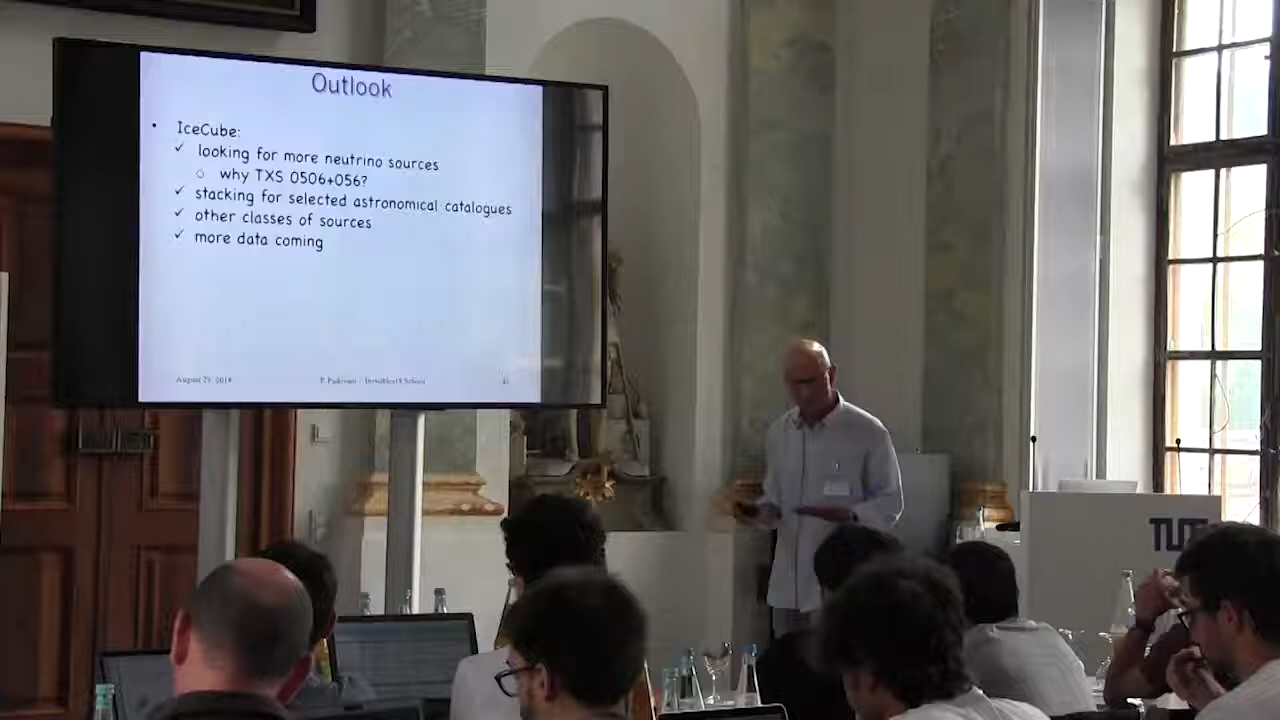 Outlook
• IceCube:
✓ looking for more neutrino sources
○ why TXS 0506+056?
✓ stacking for selected astronomical catalogues
✓ other classes of sources
✓ more data coming
P. Padovani
TUM